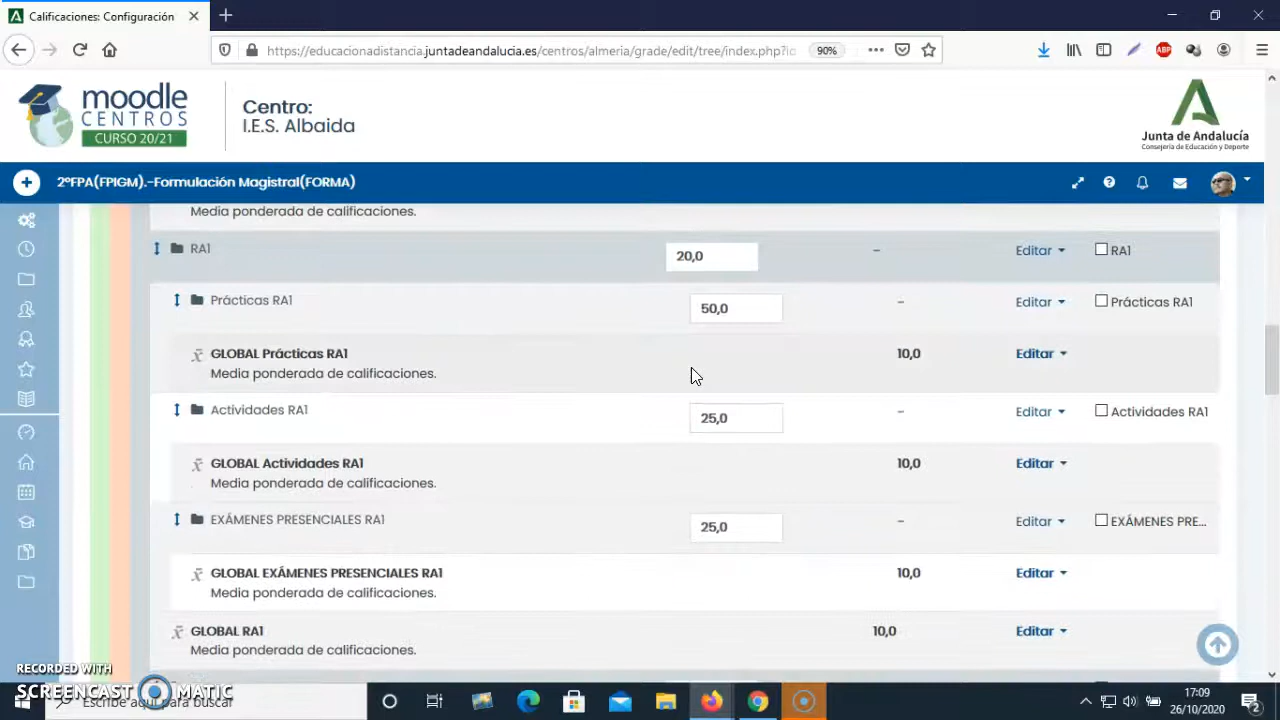 Calificaciones: Configuración
https://educacionadistancia.juntadeandalucia.es/centros/almeria/grade/edit/tree/index.php?i
90%
ABP
moodle
CENTROS
CURSO 20/21
Centro:
I.E.S. Albaida
Junta de Andalucía
Consejería de Educación y Deporte
2ºFPA(FPIGM).-Formulación Magistral(FORMA)
Media ponderada de calificaciones.
RA1 20,0 - Editar RA1
Prácticas RA1 50,0 - Editar Prácticas RA1
GLOBAL Prácticas RA1 10,0 Editar
Media ponderada de calificaciones.
Actividades RA1 25,0 - Editar Actividades RA1
GLOBAL Actividades RA1 10,0 Editar
Media ponderada de calificaciones.
EXÁMENES PRESENCIALES RA1 25,0 - Editar EXÁMENES PRE...
GLOBAL EXÁMENES PRESENCIALES RA1 10,0 Editar
Media ponderada de calificaciones.
GLOBAL RA1 10,0 Editar
Media ponderada de calificaciones.
RECORDED WITH
SCREENCAST MATIC
Escribe aquí para buscar
17:09
26/10/2020
2